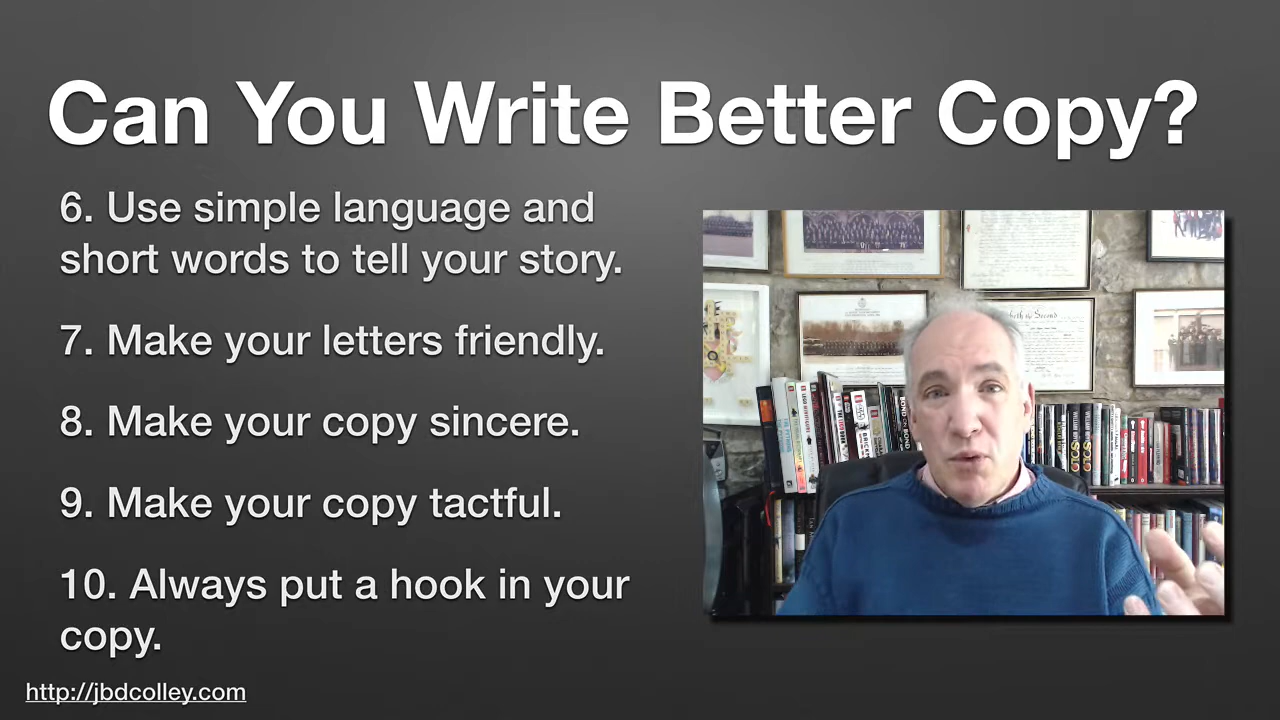 Can You Write Better Copy?
6. Use simple language and
short words to tell your story.
7. Make your letters friendly.
8. Make your copy sincere.
9. Make your copy tactful.
10. Always put a hook in your
copy.
http://jbdcolley.com